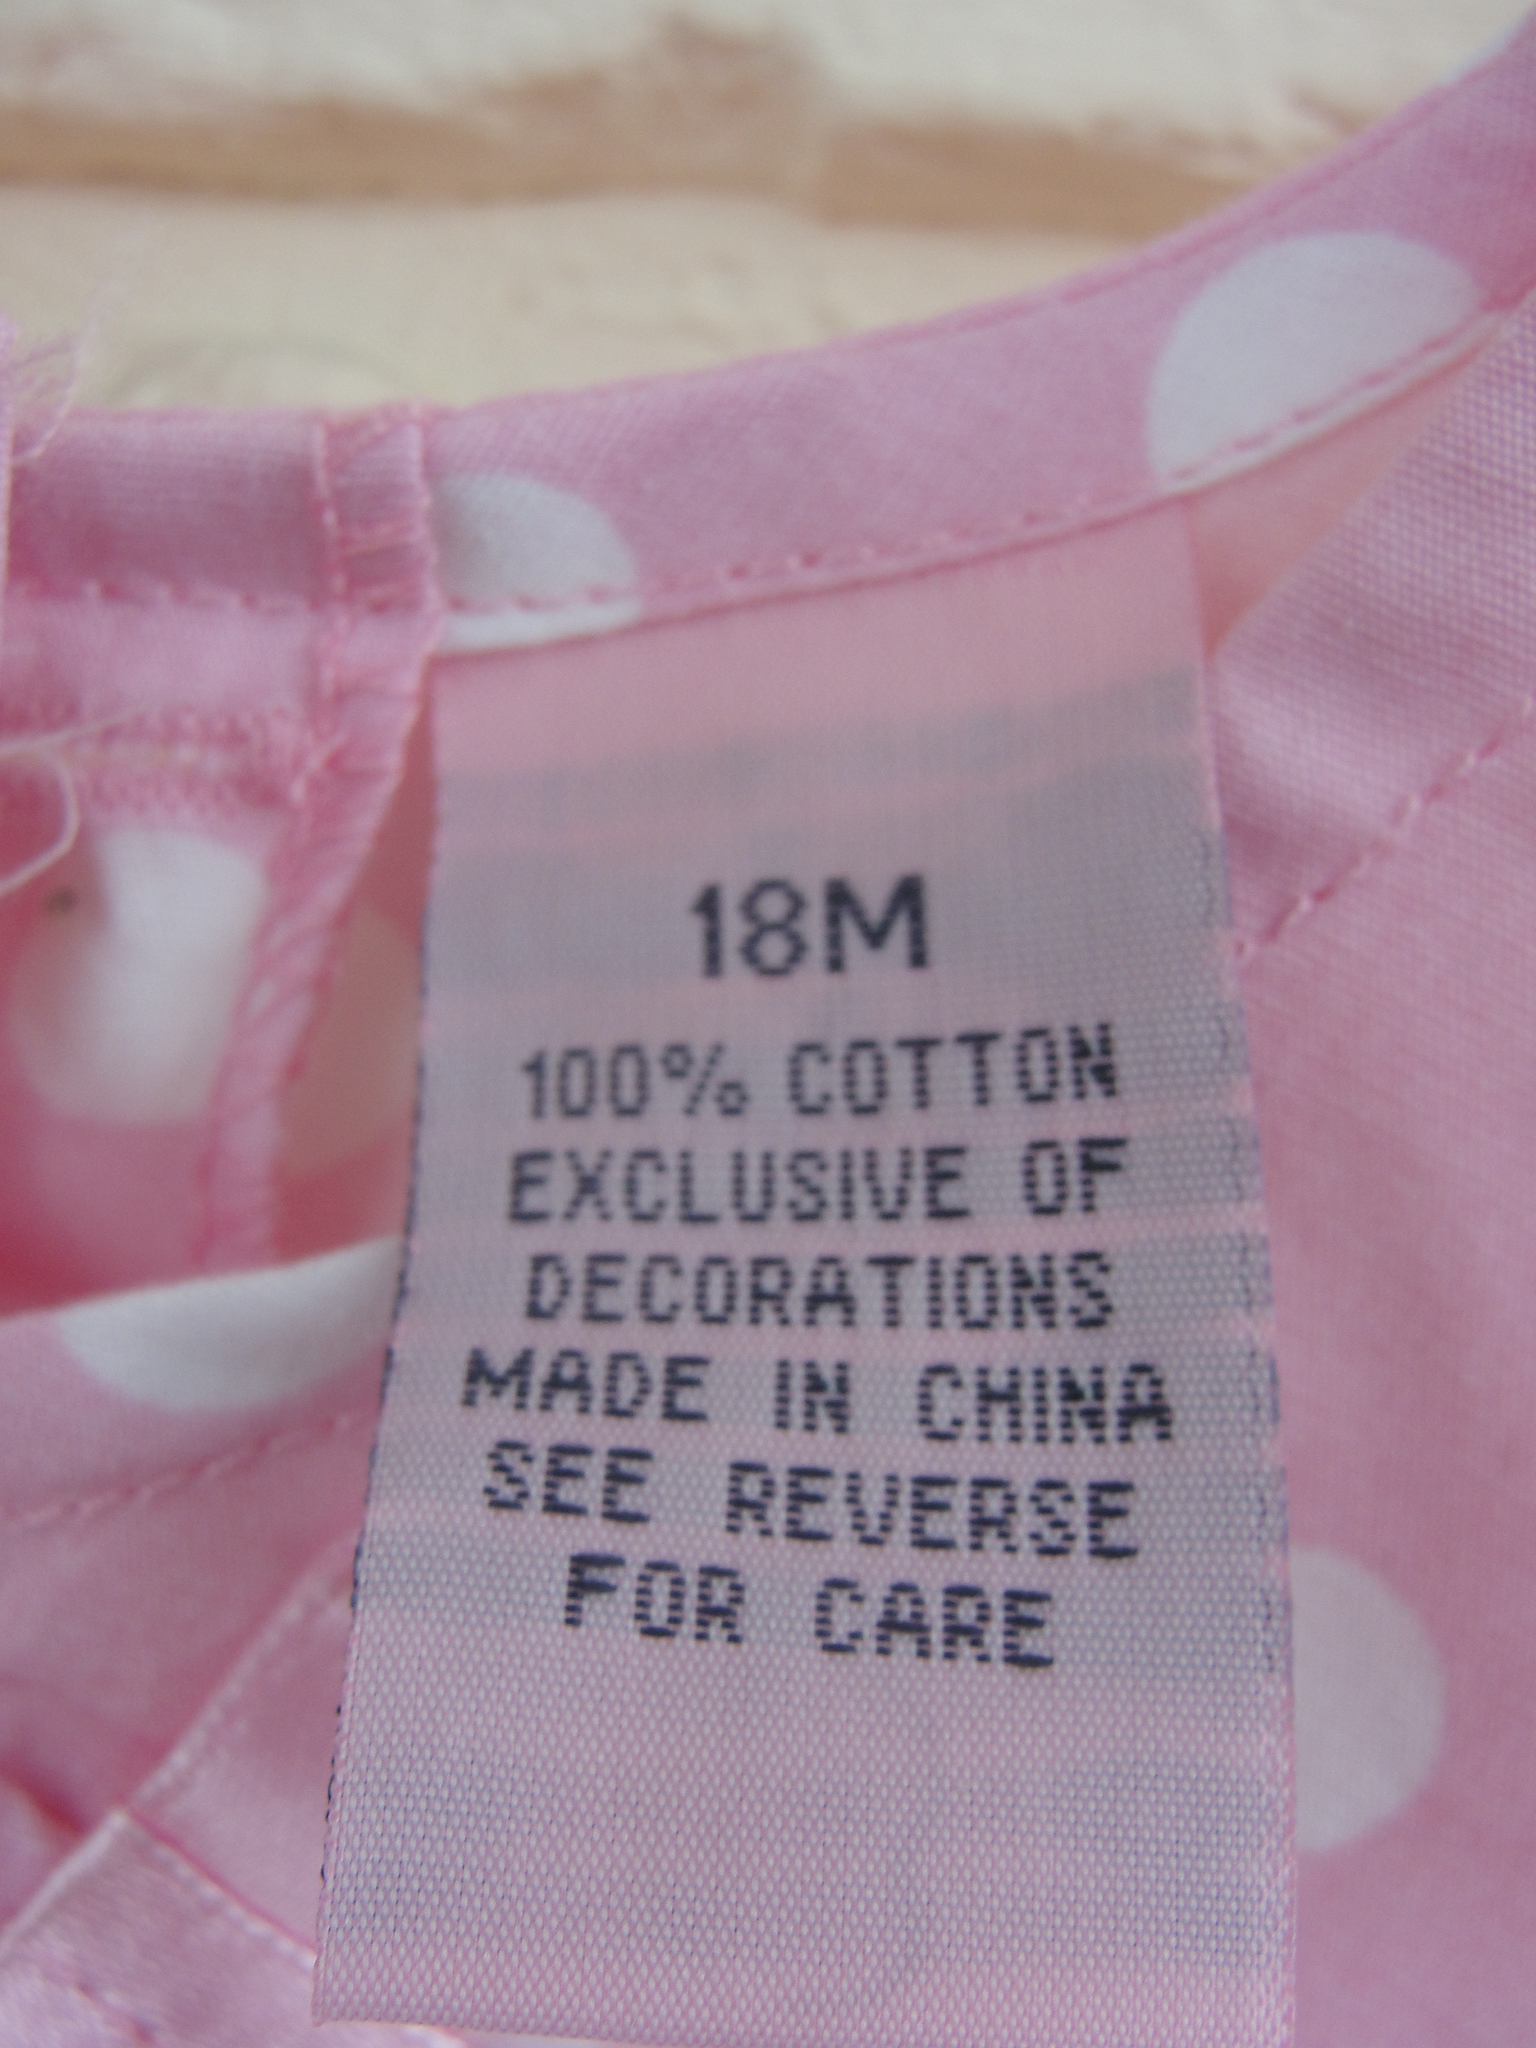 18M
100% COTTON
EXCLUSIVE OF
DECORATIONS
MADE IN CHINA
SEE REVERSE
FOR CARE